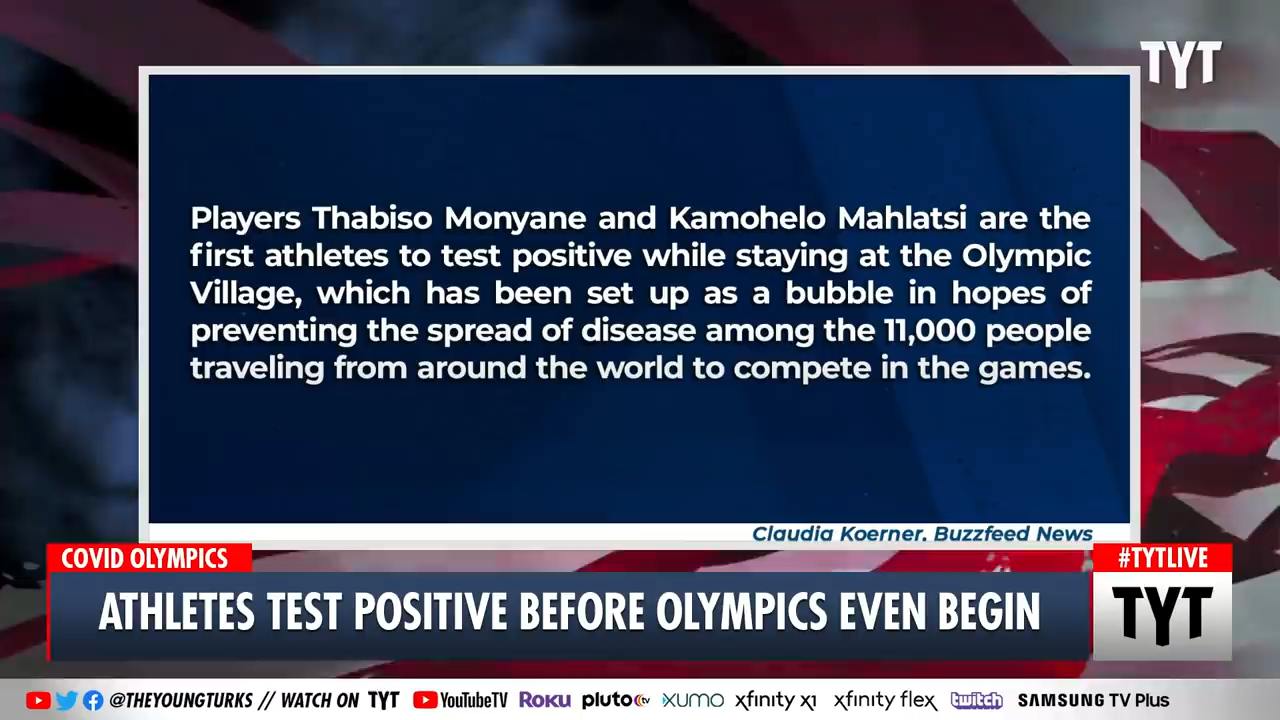 TYT
Players Thabiso Monyane and Kamohelo Mahlatsi are the
first athletes to test positive while staying at the Olympic
Village, which has been set up as a bubble in hopes of
preventing the spread of disease among the 11,000 people
traveling from around the world to compete in the games.
Claudia Koerner, Buzzfeed News
COVID OLYMPICS
#TYTLIVE
ATHLETES TEST POSITIVE BEFORE OLYMPICS EVEN BEGIN
TYT
@THEYOUNGTURKS // WATCH ON TYT YouTubeTV ROKU pluto tv XUMO xfinity x1 xfinity flex twitch SAMSUNG TV Plus